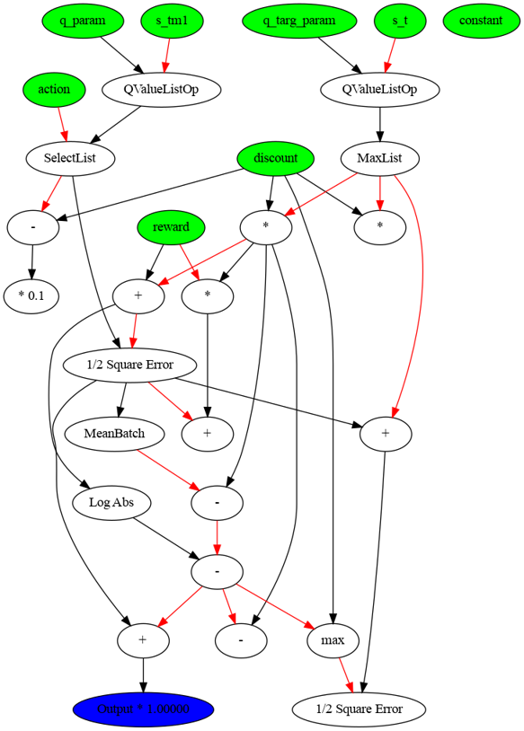 q_param s_tm1 q_targ_param s_t constant
action QValueListOp QValueListOp
SelectList discount MaxList
- reward * *
* 0.1 + *
1/2 Square Error
MeanBatch + +
Log Abs -
-
+ - max
Output * 1.00000 1/2 Square Error